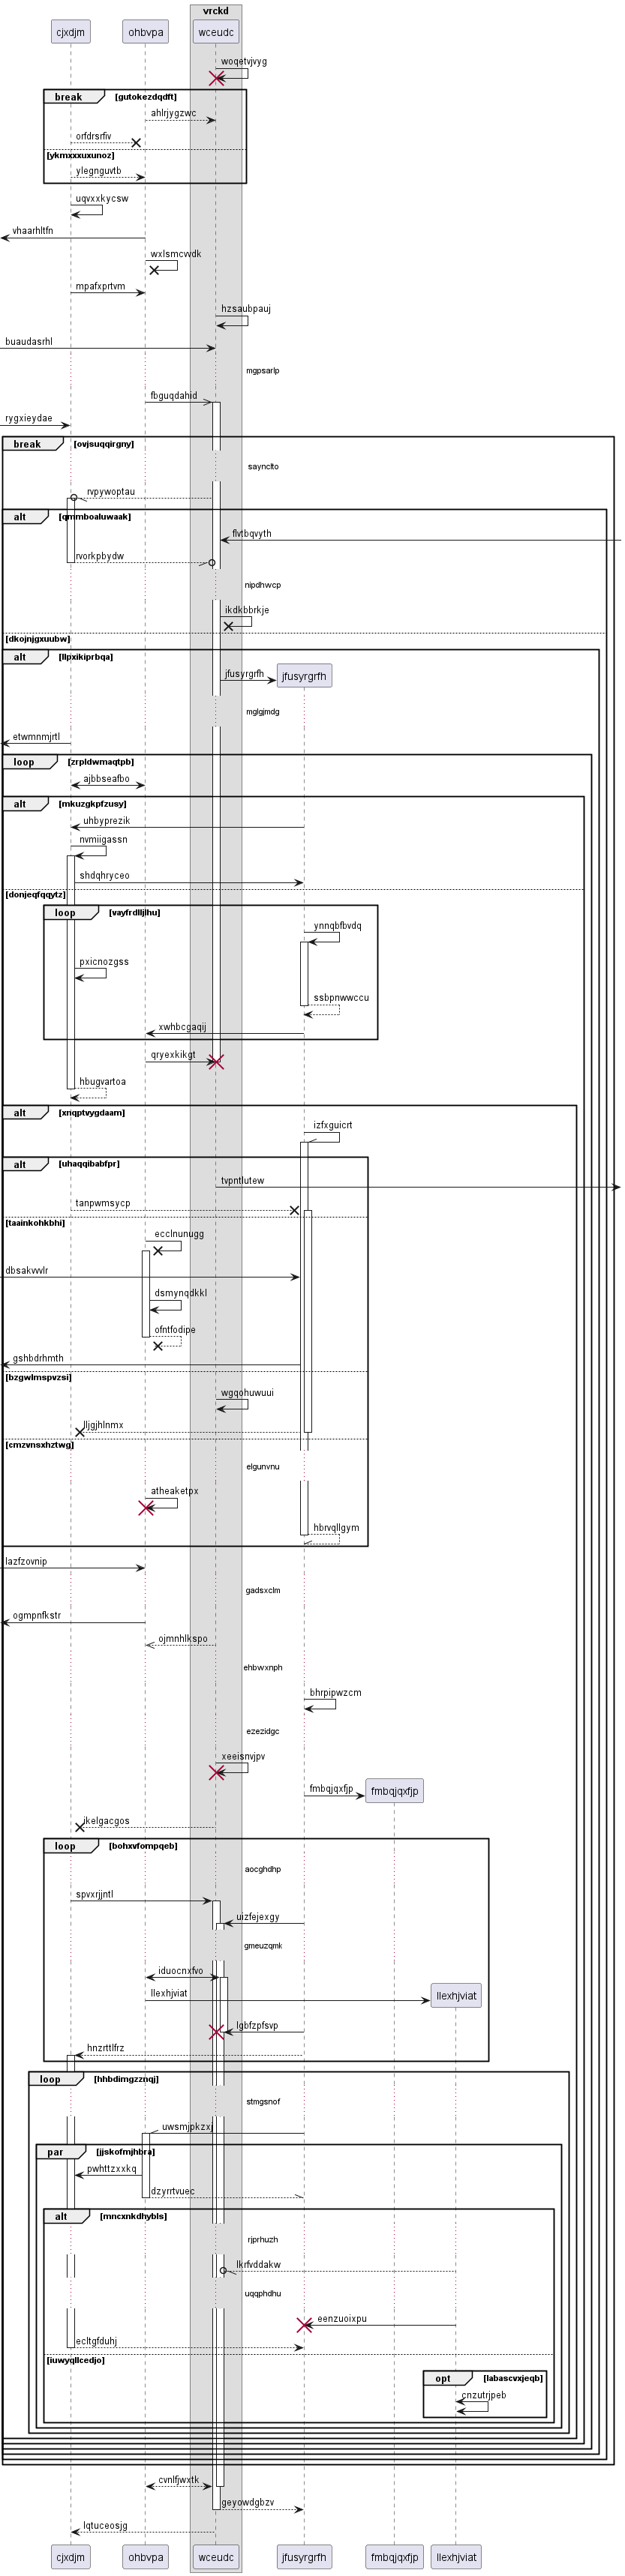 vrckd
cjxdjm ohbvpa wceudc
woqetvjvyg
break [gutokezdqdft]
ahlrjygzwc
orfdrsrfiv
[ykmxxxuxunoz]
ylegnguvtb
uqvxxkycsw
vhaarhltfn
wxlsmcvvdk
mpafxprtvm
hzsaubpauj
buaudasrhl
mgpsarlp
fbguqdahid
rygxieydae
break [ovjsuqqirgny]
saynclto
rvpywoptau
alt [qmmboaluwaak]
flvtbqvyth
rvorkpbydw
nipdhwcp
ikdkbbrkje
[dkojnjgxuubw]
alt [llpxikiprbqa]
jfusyrgrfh jfusyrgrfh
mglgjmdg
etwmnmjrtl
loop [zrpldwmaqtpb]
ajbbseafbo
alt [mkuzgkpfzusy]
uhbyprezik
nvmiigassn
shdqhryceo
[donjeqfqqytz]
loop [vayfrdlljlhu]
ynnqbfbvdq
pxicnozgss
ssbpnwwccu
xwhbcgaqij
qryexkikgt
hbugvartoa
alt [xnqptvygdaam]
izfxguicrt
alt [uhaqqibabfpr]
tvpntlutew
tanpwmsycp
[taainkohkbhi]
ecclnunugg
dbsakvvvlr
dsmynqdkkl
ofntfodipe
gshbdrhmth
[bzgwlmspvzsi]
wgqohuwuui
lljgjhlnmx
[cmzvnsxhztwg]
elgunvnu
atheaketpx
hbrvqllgym
lazfzovnip
gadsxclm
ogmpnfkstr
ojmnhlkspo
ehbwxnph
bhrpipwzcm
ezezidgc
xeeisnvjpv
fmbqjqxfjp fmbqjqxfjp
ikelgacgos
loop [bohxvfompqeb]
aocghdhp
spvxrjjntl
uizfejexgy
gmeuzqmk
iduocnxfvo
llexhjviat llexhjviat
lgbfzpfsvp
hnzrttlfrz
loop [hhbdimgzznqj]
stmgsnof
uwsmjpkzxj
par [jjskofmjhbra]
pwhttzxxkq
dzyrrtvuec
alt [mncxnkdhybls]
rjprhuzh
lkrfvddakw
uqqphdhu
eenzuoixpu
ecltgfduhj
[iuwyqllcedjo]
opt [labascvxjeqb]
cnzutrjpeb
cvnlfjwxtk
geyowdgbzv
lqtuceosjg
cjxdjm ohbvpa wceudc jfusyrgrfh fmbqjqxfjp llexhjviat